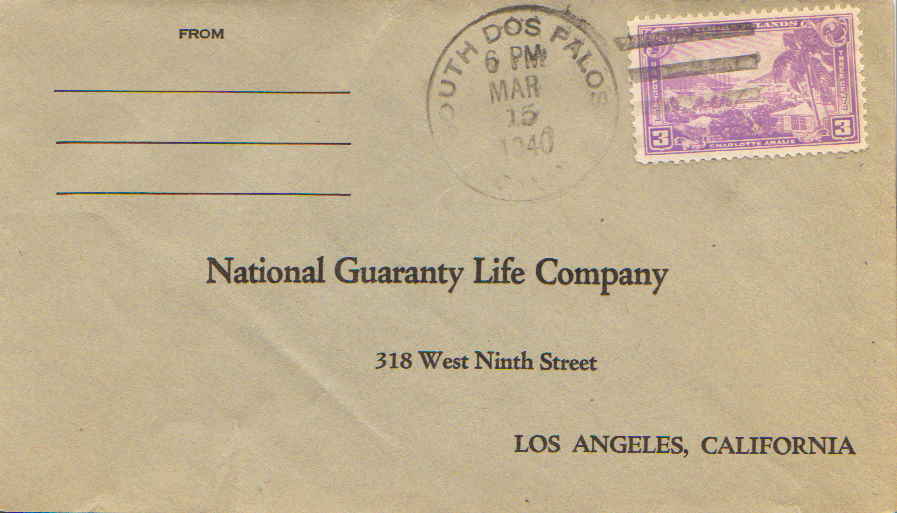 FROM
SOUTH DOS PALOS
6 PM
MAR
15
1940
LANDS
3
CHARLOTTE AMALIE
3
National Guaranty Life Company
318 West Ninth Street
LOS ANGELES, CALIFORNIA